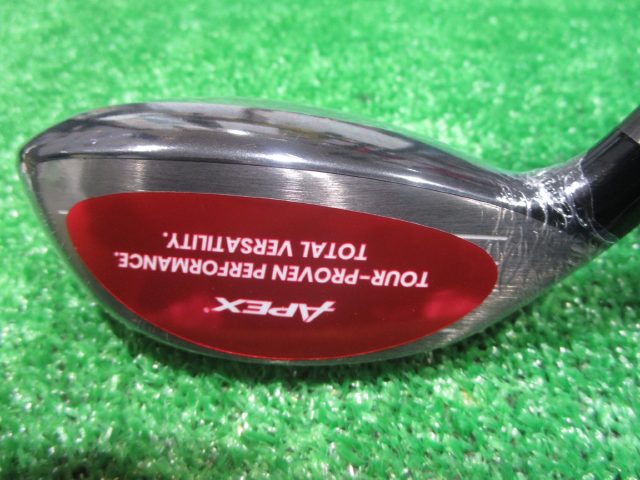 APEX
TOUR-PROVEN PERFORMANCE.
TOTAL VERSATILITY.